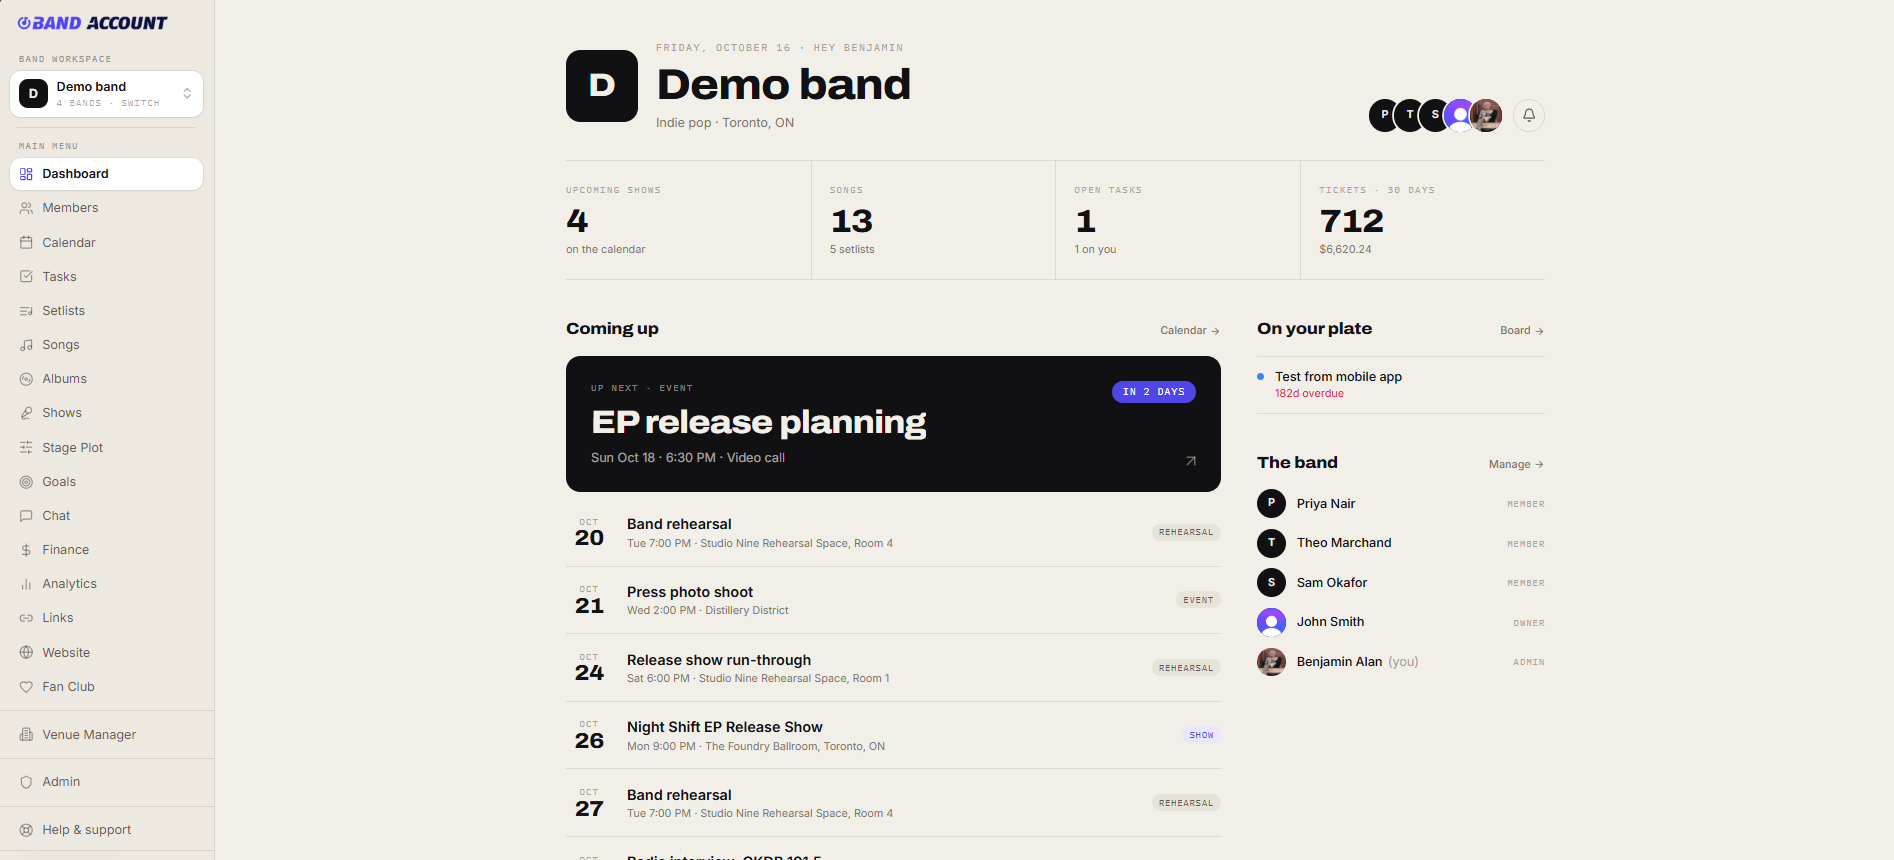 BAND ACCOUNT
BAND WORKSPACE
D
Demo band
4 BANDS · SWITCH
MAIN MENU
Dashboard
Members
Calendar
Tasks
Setlists
Songs
Albums
Shows
Stage Plot
Goals
Chat
Finance
Analytics
Links
Website
Fan Club
Venue Manager
Admin
Help & support
D
FRIDAY, OCTOBER 16 · HEY BENJAMIN
Demo band
Indie pop · Toronto, ON
P T S
UPCOMING SHOWS
4
on the calendar
SONGS
13
5 setlists
OPEN TASKS
1
1 on you
TICKETS · 30 DAYS
712
$6,620.24
Coming up
Calendar →
UP NEXT · EVENT
IN 2 DAYS
EP release planning
Sun Oct 18 · 6:30 PM · Video call
OCT
20
Band rehearsal
Tue 7:00 PM · Studio Nine Rehearsal Space, Room 4
REHEARSAL
OCT
21
Press photo shoot
Wed 2:00 PM · Distillery District
EVENT
OCT
24
Release show run-through
Sat 6:00 PM · Studio Nine Rehearsal Space, Room 1
REHEARSAL
OCT
26
Night Shift EP Release Show
Mon 9:00 PM · The Foundry Ballroom, Toronto, ON
SHOW
OCT
27
Band rehearsal
Tue 7:00 PM · Studio Nine Rehearsal Space, Room 4
REHEARSAL
OCT
Radio interview,
On your plate
Board →
Test from mobile app
182d overdue
The band
Manage →
P
Priya Nair
MEMBER
T
Theo Marchand
MEMBER
S
Sam Okafor
MEMBER
John Smith
OWNER
Benjamin Alan (you)
ADMIN